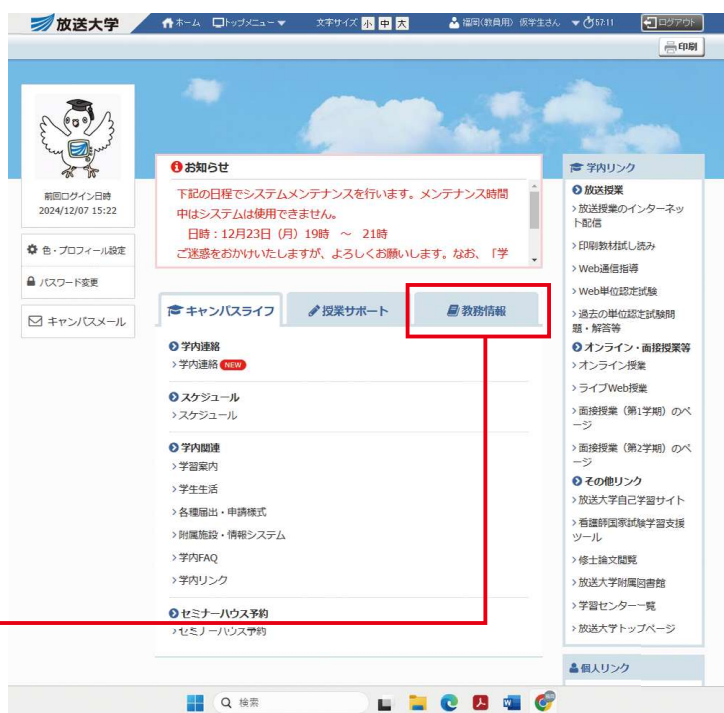 放送大学
ホーム トップメニュー▼ 文字サイズ 小 中 大 福岡(教員用) 仮学生さん ▼ 57:11 ログアウト
印刷
前回ログイン日時
2024/12/07 15:22
色・プロフィール設定
パスワード変更
キャンパスメール
お知らせ
下記の日程でシステムメンテナンスを行います。メンテナンス時間
中はシステムは使用できません。
日時：12月23日（月）19時 ～ 21時
ご迷惑をおかけいたしますが、よろしくお願いします。なお、「学
キャンパスライフ 授業サポート 教務情報
学内連絡
›学内連絡 NEW
スケジュール
›スケジュール
学内関連
›学習案内
›学生生活
›各種届出・申請様式
›附属施設・情報システム
›学内FAQ
›学内リンク
セミナーハウス予約
›セミナーハウス予約
学内リンク
放送授業
›放送授業のインターネッ
ト配信
›印刷教材試し読み
›Web通信指導
›Web単位認定試験
›過去の単位認定試験問
題・解答等
オンライン・面接授業等
›オンライン授業
›ライブWeb授業
›面接授業（第1学期）のペ
ージ
›面接授業（第2学期）のペ
ージ
その他リンク
›放送大学自己学習サイト
›看護師国家試験学習支援
ツール
›修士論文閲覧
›放送大学附属図書館
›学習センター一覧
›放送大学トップページ
個人リンク
検索